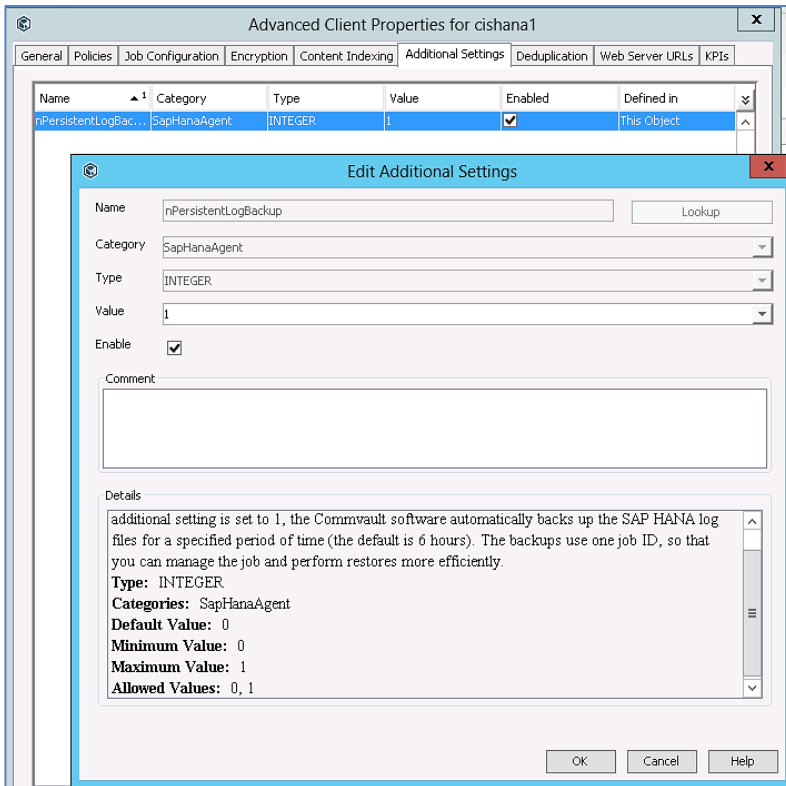 Advanced Client Properties for cishana1
x
General Policies Job Configuration Encryption Content Indexing Additional Settings Deduplication Web Server URLs KPIs
Name 1 Category Type Value Enabled Defined in
nPersistentLogBac... SapHanaAgent INTEGER 1 This Object
Edit Additional Settings
x
Name nPersistentLogBackup Lookup
Category SapHanaAgent
Type INTEGER
Value 1
Enable
Comment
Details
additional setting is set to 1, the Commvault software automatically backs up the SAP HANA log
files for a specified period of time (the default is 6 hours). The backups use one job ID, so that
you can manage the job and perform restores more efficiently.
Type: INTEGER
Categories: SapHanaAgent
Default Value: 0
Minimum Value: 0
Maximum Value: 1
Allowed Values: 0, 1
OK Cancel Help